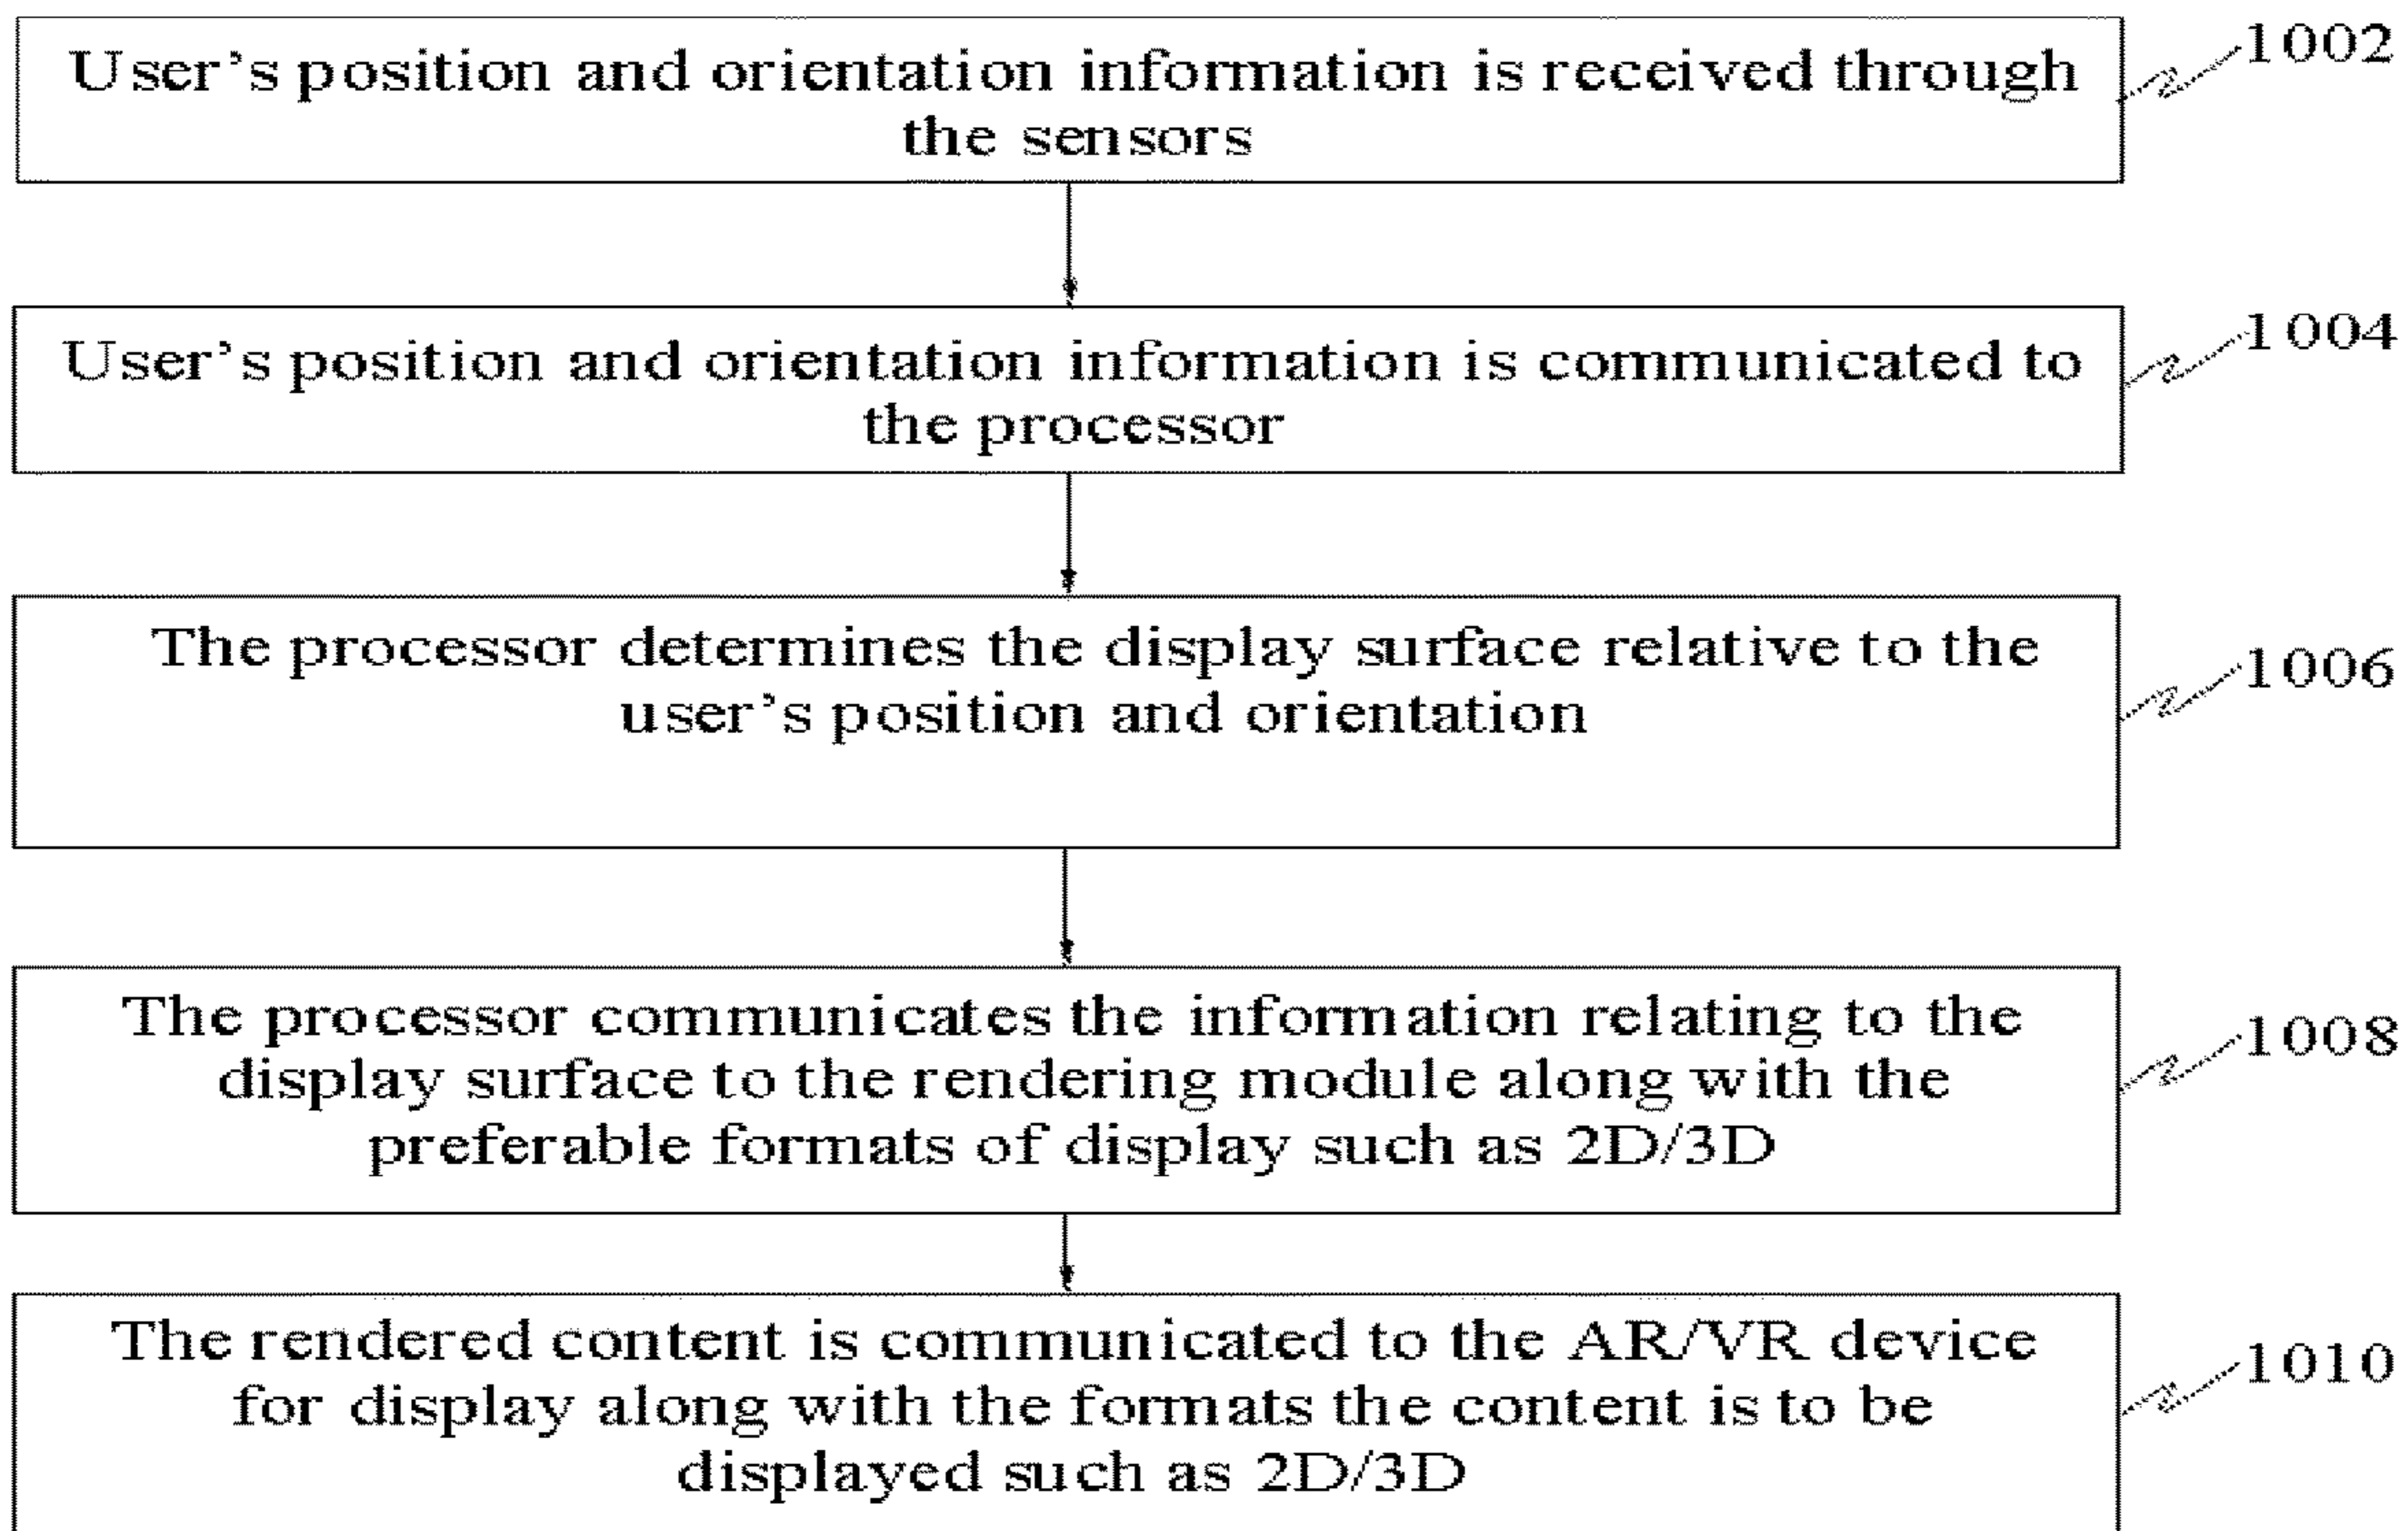 User's position and orientation information is received through
the sensors
1002
User's position and orientation information is communicated to
the processor
1004
The processor determines the display surface relative to the
user's position and orientation
1006
The processor communicates the information relating to the
display surface to the rendering module along with the
preferable formats of display such as 2D/3D
1008
The rendered content is communicated to the AR/VR device
for display along with the formats the content is to be
displayed such as 2D/3D
1010